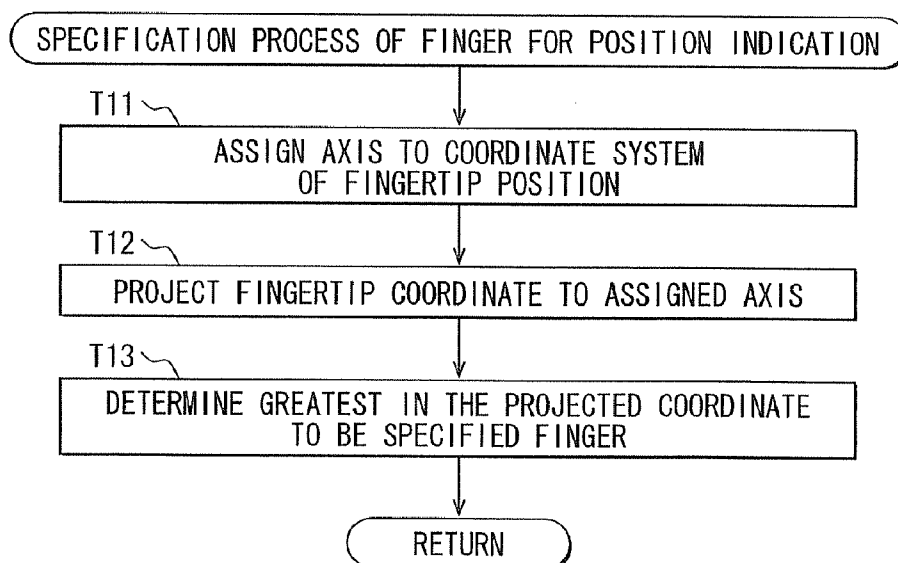 SPECIFICATION PROCESS OF FINGER FOR POSITION INDICATION
T11
ASSIGN AXIS TO COORDINATE SYSTEM
OF FINGERTIP POSITION
T12
PROJECT FINGERTIP COORDINATE TO ASSIGNED AXIS
T13
DETERMINE GREATEST IN THE PROJECTED COORDINATE
TO BE SPECIFIED FINGER
RETURN